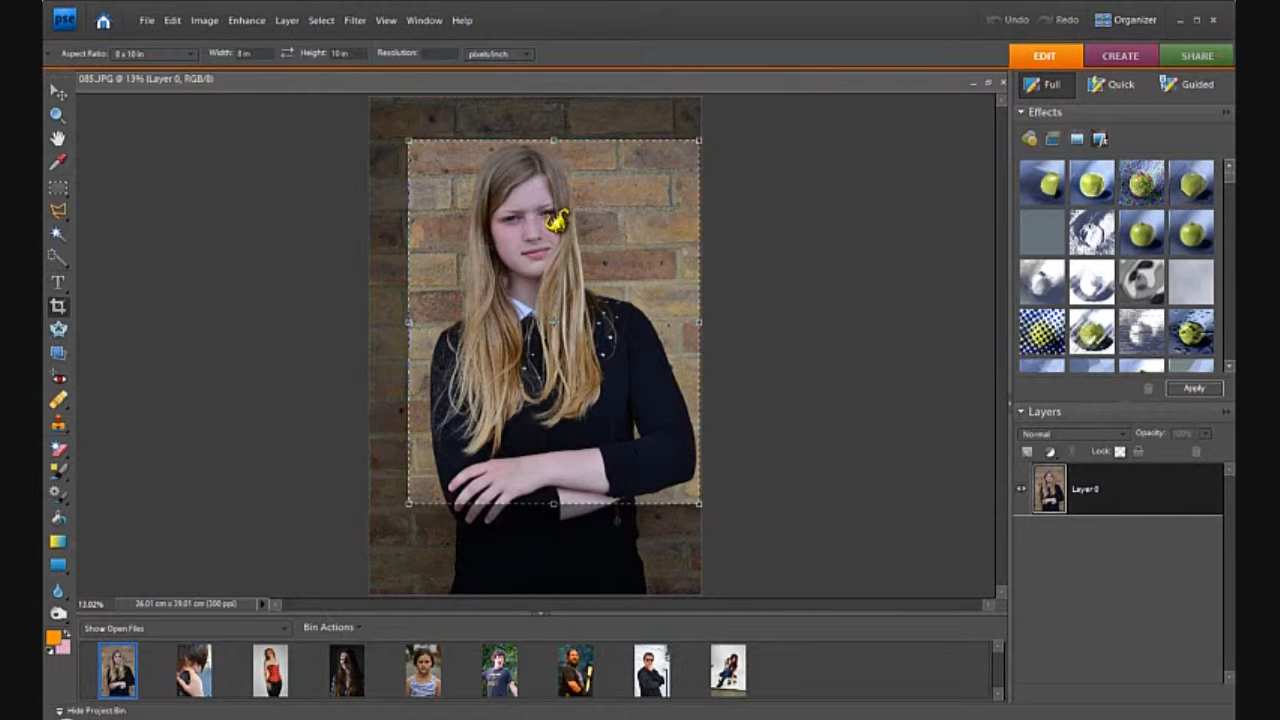 pse File Edit Image Enhance Layer Select Filter View Window Help Undo Redo Organizer
Aspect Ratio: 8 x 10 in Width: 8 in Height: 10 in Resolution: pixels/inch
EDIT CREATE SHARE
085.JPG @ 13% (Layer 0, RGB/8)
Full Quick Guided
Effects
Apply
Layers
Normal Opacity: 100%
Lock:
Layer 0
13.02% 26.01 cm x 39.01 cm (300 ppi)
Show Open Files Bin Actions
Hide Project Bin